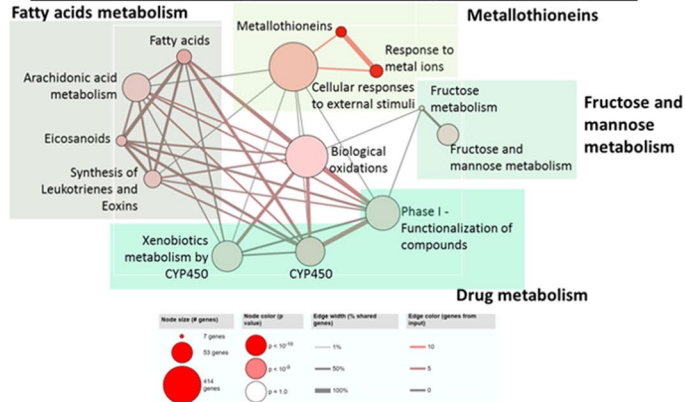 Fatty acids metabolism
Metallothioneins
Metallothioneins
Fatty acids
Response to
metal ions
Arachidonic acid
metabolism
Cellular responses
to external stimuli
Fructose
metabolism
Fructose and
mannose
metabolism
Eicosanoids
Biological
oxidations
Fructose and
mannose metabolism
Synthesis of
Leukotrienes and
Eoxins
Phase I -
Functionalization of
compounds
Xenobiotics
metabolism by
CYP450
CYP450
Drug metabolism
Node size (# genes)
7 genes
53 genes
414
genes
Node color (p
value)
p < 10⁻¹⁰
p < 10⁻⁵
p = 1.0
Edge width (% shared
genes)
1%
50%
100%
Edge color (genes from
input)
10
5
0